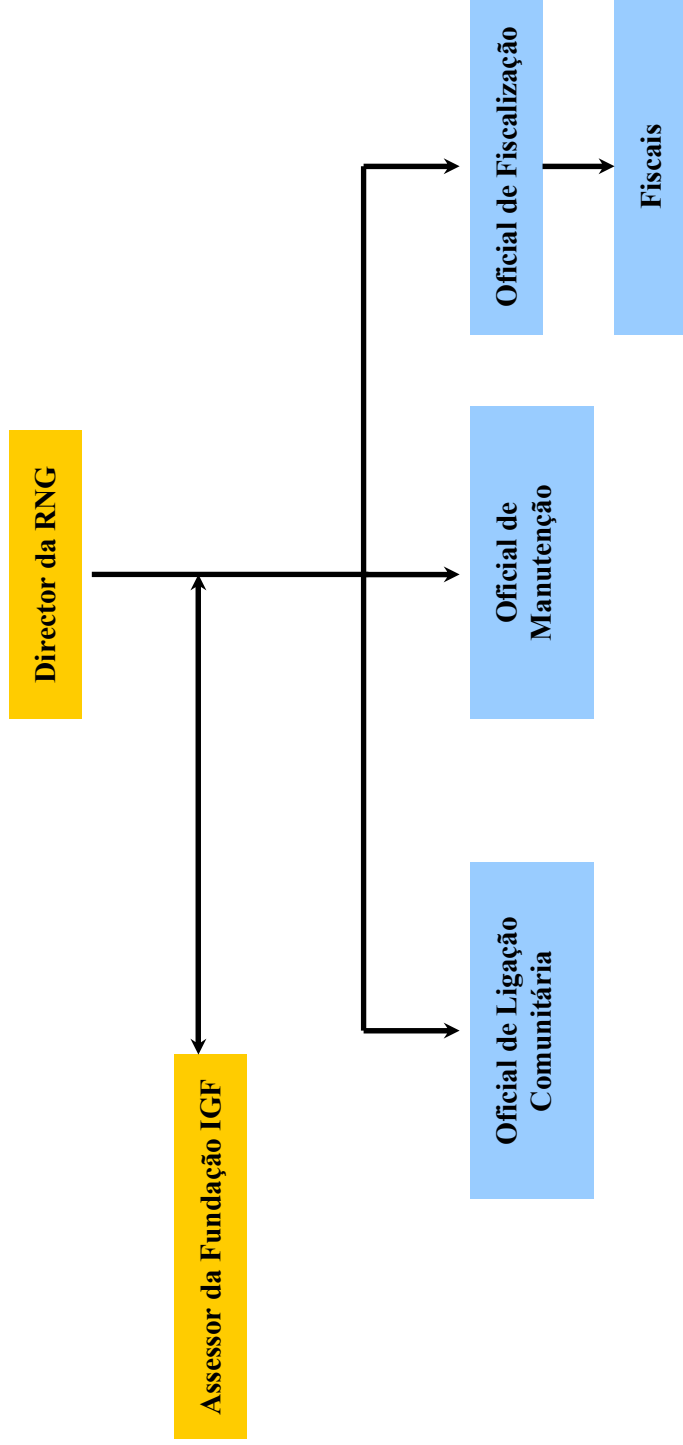 Director da RNG
Assessor da Fundação IGF
Oficial de Ligação
Comunitária
Oficial de
Manutenção
Oficial de Fiscalização
Fiscais